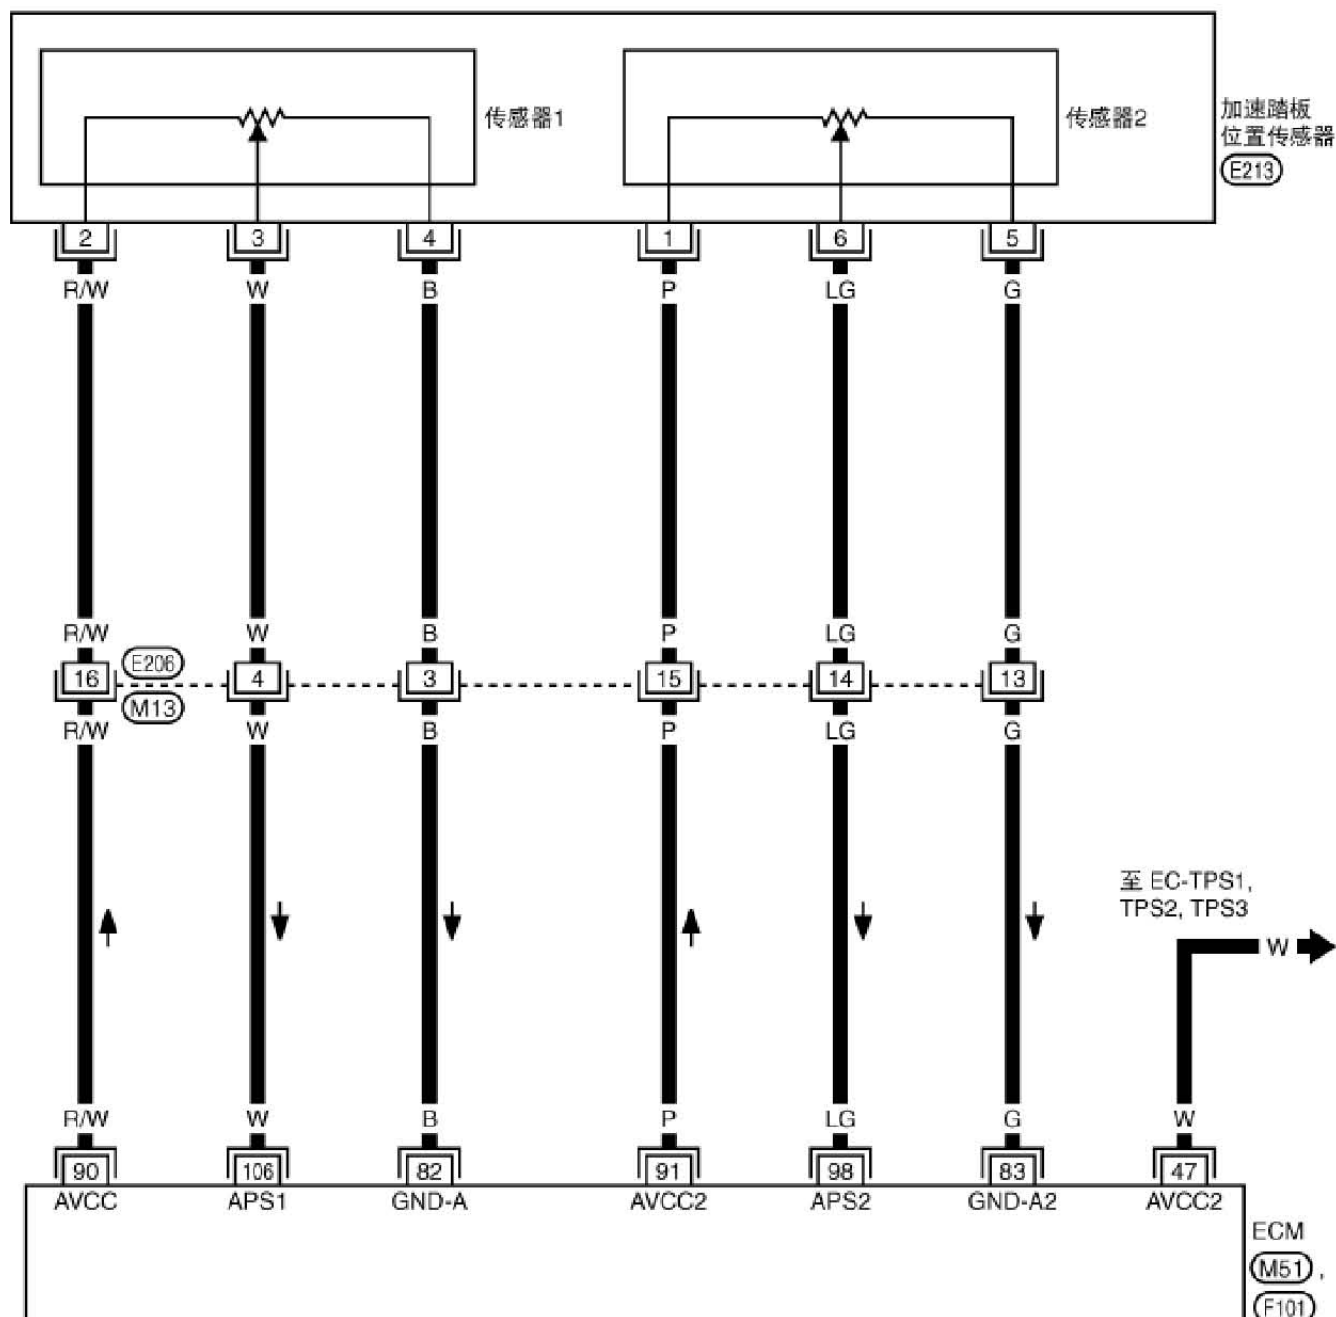 传感器1
传感器2
加速踏板
位置传感器
E213
2 3 4 1 6 5
R/W W B P LG G
R/W W B P LG G
E206
16 4 3 15 14 13
M13
R/W W B P LG G
至 EC-TPS1,
TPS2, TPS3
W
R/W W B P LG G W
90 106 82 91 98 83 47
AVCC APS1 GND-A AVCC2 APS2 GND-A2 AVCC2
ECM
M51 ,
F101